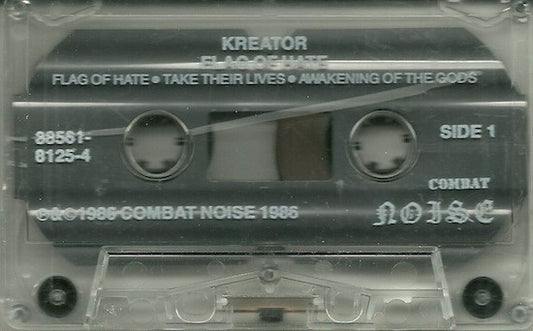 KREATOR
FLAG OF HATE
FLAG OF HATE • TAKE THEIR LIVES • AWAKENING OF THE GODS
88561-
8125-4
SIDE 1
COMBAT
NOISE
℗&©1986 COMBAT NOISE 1986